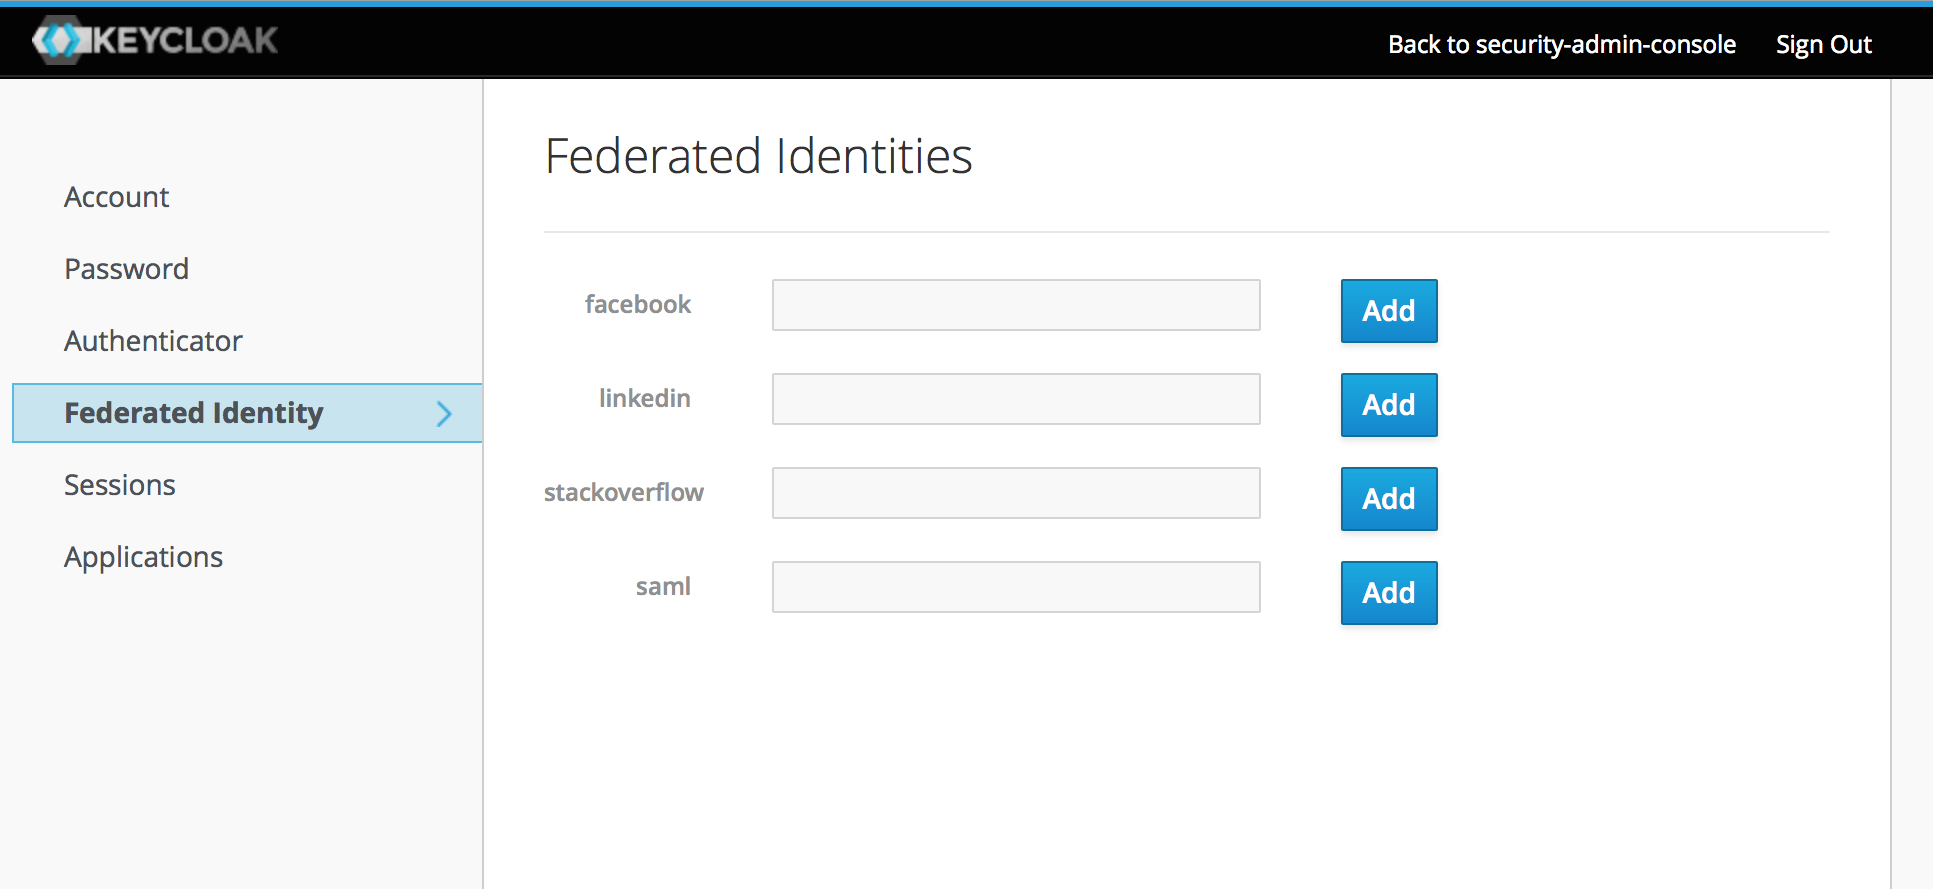 KEYCLOAK
Back to security-admin-console Sign Out
Account
Password
Authenticator
Federated Identity
Sessions
Applications
Federated Identities
facebook Add
linkedin Add
stackoverflow Add
saml Add